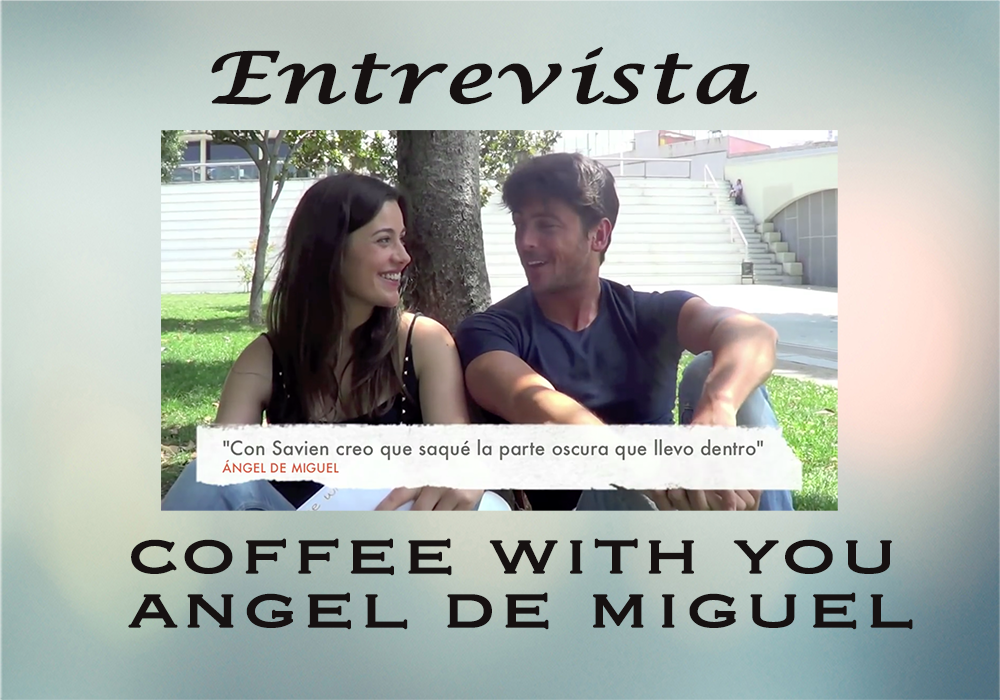 Entrevista
"Con Savien creo que saqué la parte oscura que llevo dentro"
ÁNGEL DE MIGUEL
COFFEE WITH YOU
ANGEL DE MIGUEL